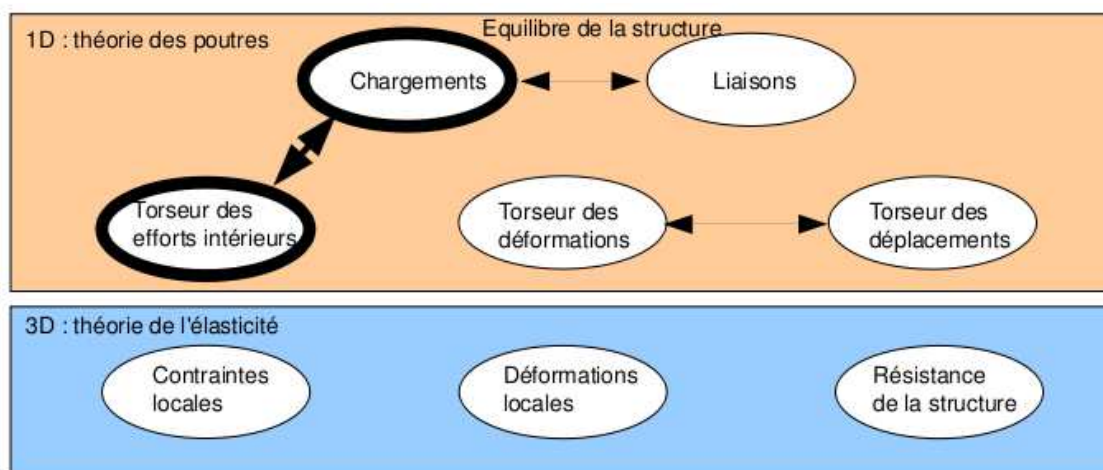 Equilibre de la structure
1D : théorie des poutres
Chargements
Liaisons
Torseur des
efforts intérieurs
Torseur des
déformations
Torseur des
déplacements
3D : théorie de l'élasticité
Contraintes
locales
Déformations
locales
Résistance
de la structure